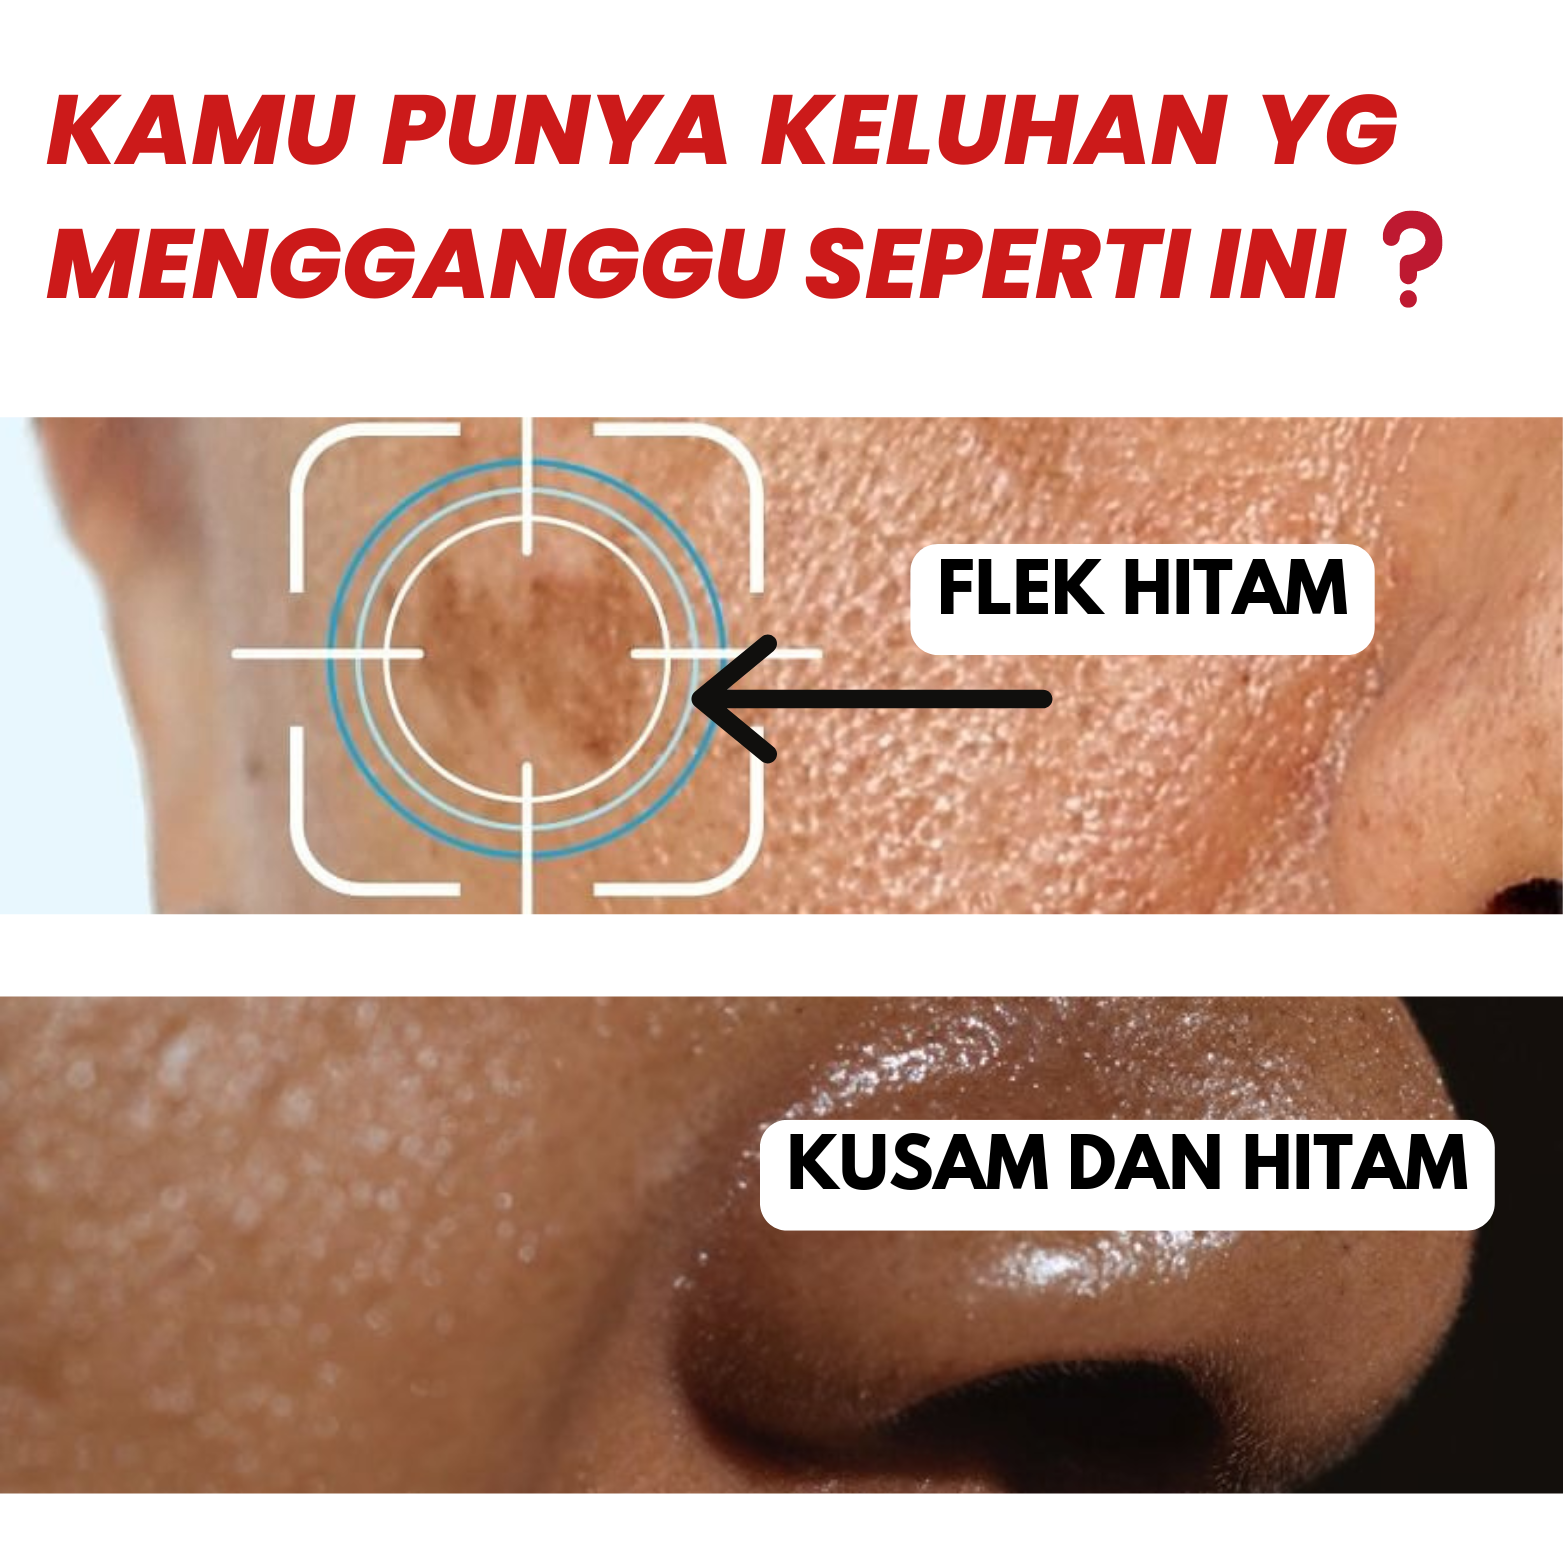 KAMU PUNYA KELUHAN YG
MENGGANGGU SEPERTI INI ❓
FLEK HITAM
KUSAM DAN HITAM